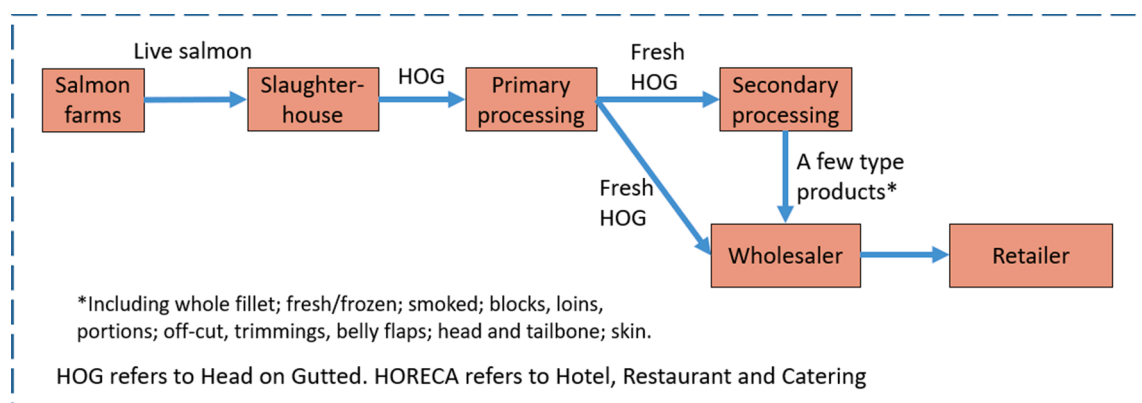 Live salmon
Salmon
farms
Slaughter-
house
HOG
Primary
processing
Fresh
HOG
Secondary
processing
Fresh
HOG
A few type
products*
Wholesaler
Retailer
*Including whole fillet; fresh/frozen; smoked; blocks, loins,
portions; off-cut, trimmings, belly flaps; head and tailbone; skin.
HOG refers to Head on Gutted. HORECA refers to Hotel, Restaurant and Catering